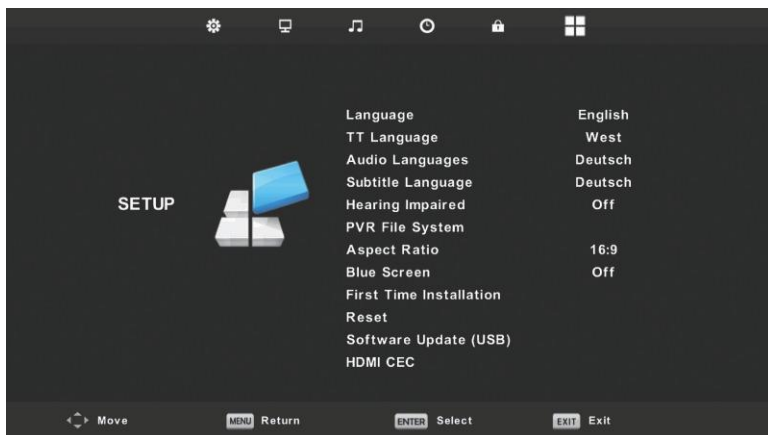 SETUP
Language English
TT Language West
Audio Languages Deutsch
Subtitle Language Deutsch
Hearing Impaired Off
PVR File System
Aspect Ratio 16:9
Blue Screen Off
First Time Installation
Reset
Software Update (USB)
HDMI CEC
Move MENU Return ENTER Select EXIT Exit